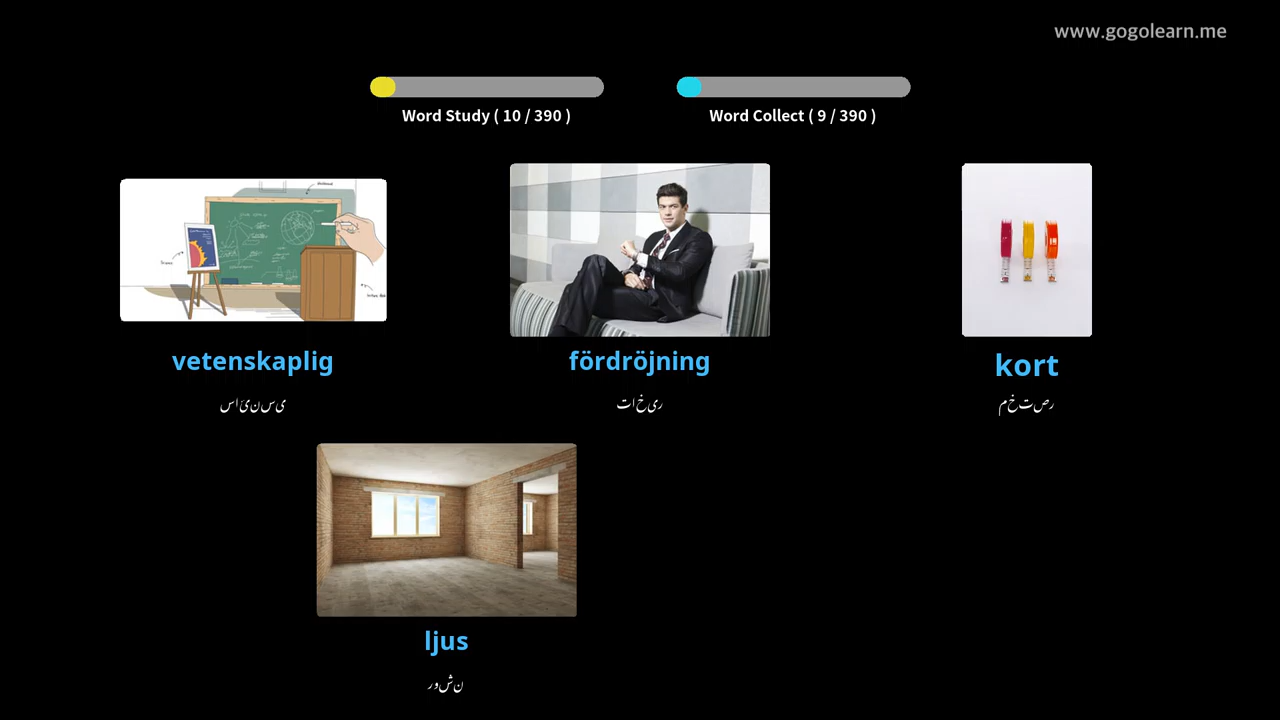 www.gogolearn.me
Word Study ( 10 / 390 )
Word Collect ( 9 / 390 )
vetenskaplig
سائنسی
fördröjning
تاخیر
kort
مختصر
ljus
روشن